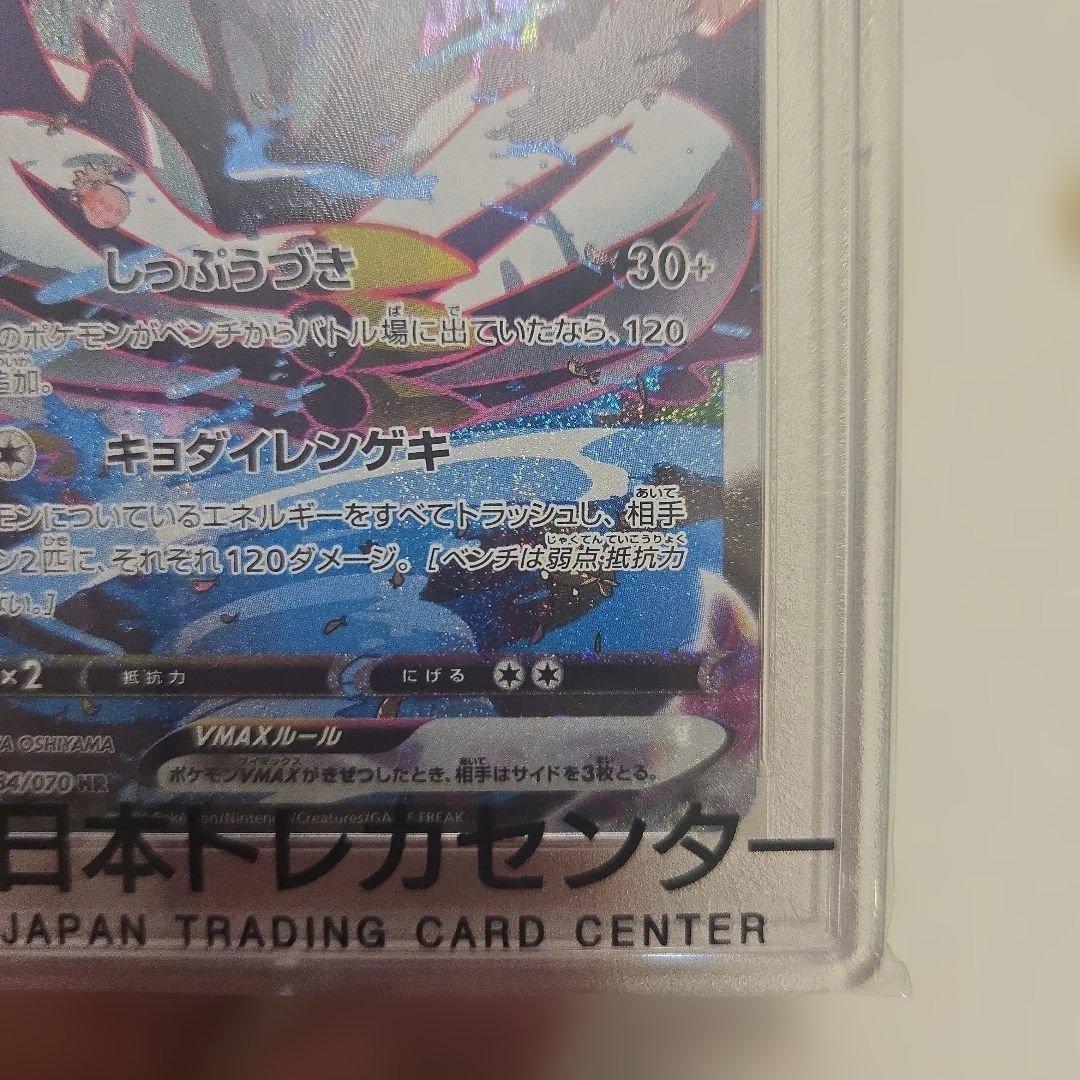 しっぷうづき 30+
のポケモンがベンチからバトル場に出ていたなら、120
追加。
キョダイレンゲキ
モンについているエネルギーをすべてトラッシュし、相手
ン2匹に、それぞれ120ダメージ。[ベンチは弱点・抵抗力
ない。]
×2 抵抗力 にげる
OSHIYAMA
VMAXルール
ポケモンVMAXがきぜつしたとき、相手はサイドを3枚とる。
84/070 HR
Pokémon/Nintendo/Creatures/GAME FREAK.
日本トレカセンター
JAPAN TRADING CARD CENTER